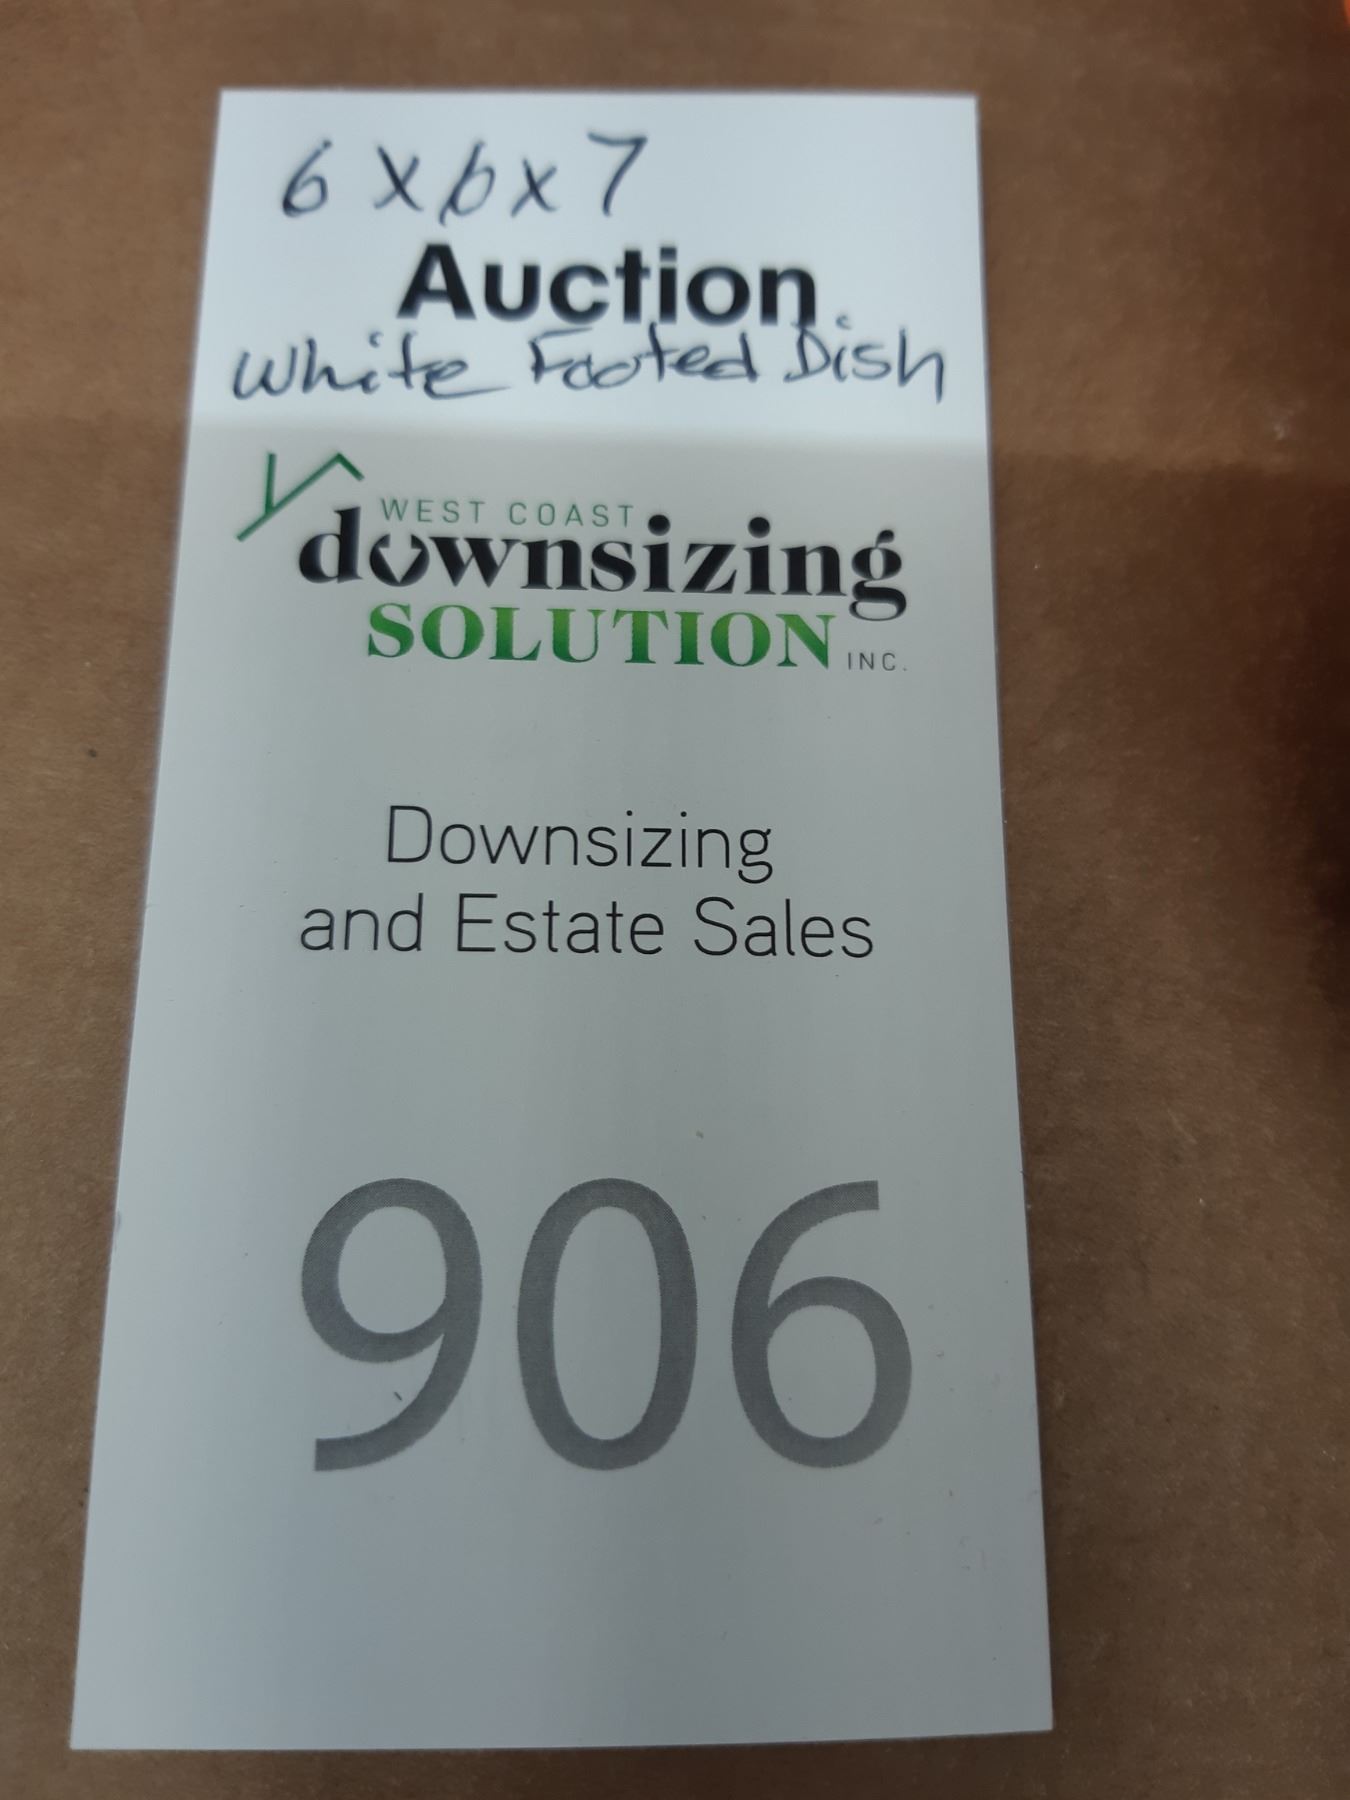 6 x 6 x 7
Auction
White Footed Dish
WEST COAST
downsizing
SOLUTION INC.
Downsizing
and Estate Sales
906